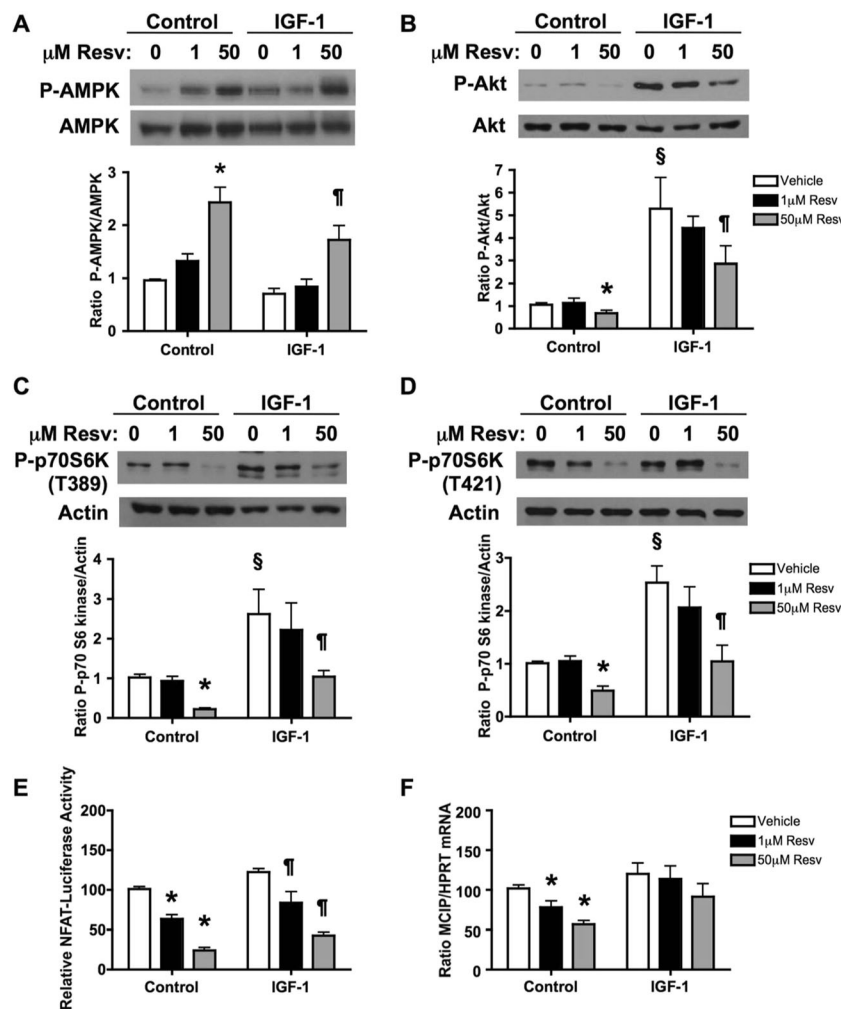 A
Control IGF-1
μM Resv: 0 1 50 0 1 50
P-AMPK
AMPK
Ratio P-AMPK/AMPK
3
2
1
0
*
¶
Control IGF-1
B
Control IGF-1
μM Resv: 0 1 50 0 1 50
P-Akt
Akt
Ratio P-Akt/Akt
7
6
5
4
3
2
1
0
*
§
¶
Control IGF-1
Vehicle
1μM Resv
50μM Resv
C
Control IGF-1
μM Resv: 0 1 50 0 1 50
P-p70S6K
(T389)
Actin
Ratio P-p70 S6 kinase/Actin
4
3
2
1
0
*
§
¶
Control IGF-1
D
Control IGF-1
μM Resv: 0 1 50 0 1 50
P-p70S6K
(T421)
Actin
Ratio P-p70 S6 kinase/Actin
3
2
1
0
*
§
¶
Control IGF-1
Vehicle
1μM Resv
50μM Resv
E
Relative NFAT-Luciferase Activity
200
150
100
50
0
* *
¶ ¶
Control IGF-1
F
Ratio MCIP/HPRT mRNA
200
150
100
50
0
* *
Control IGF-1
Vehicle
1μM Resv
50μM Resv